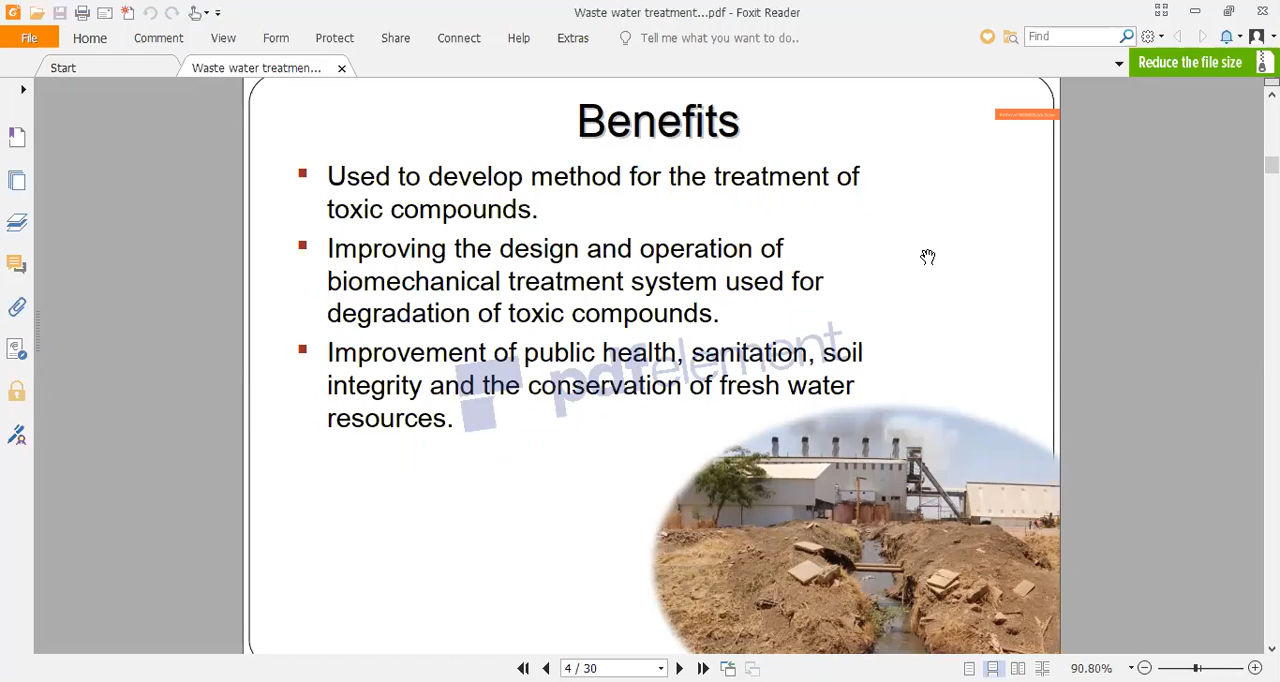 Waste water treatment...pdf - Foxit Reader
File
Home
Comment
View
Form
Protect
Share
Connect
Help
Extras
Tell me what you want to do..
Find
Start
Waste water treatmen...
Reduce the file size
Benefits
Used to develop method for the treatment of
toxic compounds.
Improving the design and operation of
biomechanical treatment system used for
degradation of toxic compounds.
Improvement of public health, sanitation, soil
integrity and the conservation of fresh water
resources.
pdfelement
4 / 30
90.80%